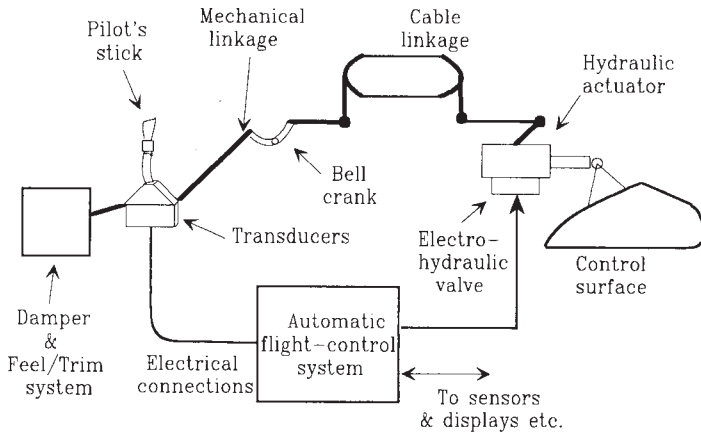 Pilot's
stick
Mechanical
linkage
Cable
linkage
Hydraulic
actuator
Bell
crank
Transducers
Electro-
hydraulic
valve
Control
surface
Damper
&
Feel/Trim
system
Electrical
connections
Automatic
flight-control
system
To sensors
& displays etc.